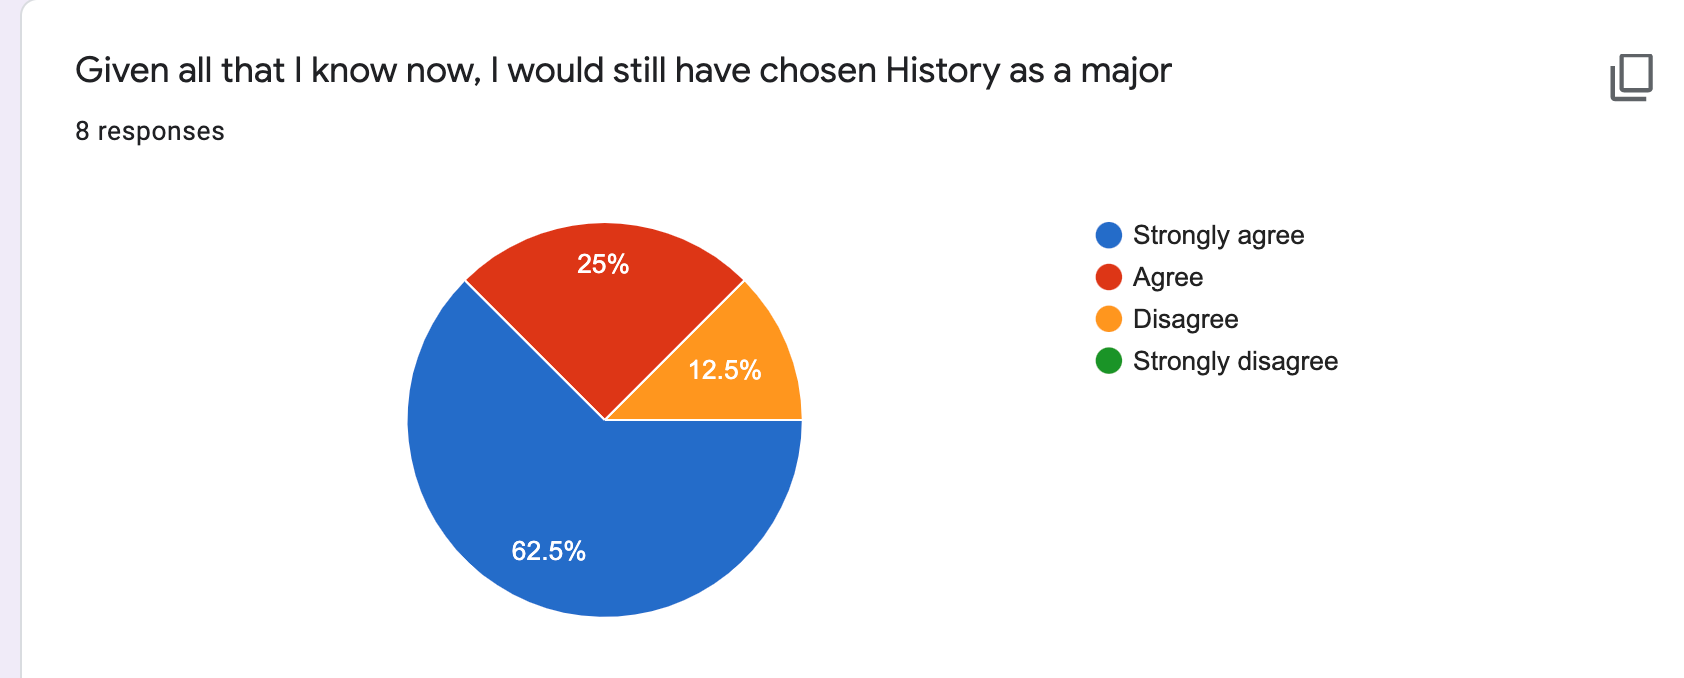 Given all that I know now, I would still have chosen History as a major
8 responses
25%
12.5%
62.5%
Strongly agree
Agree
Disagree
Strongly disagree